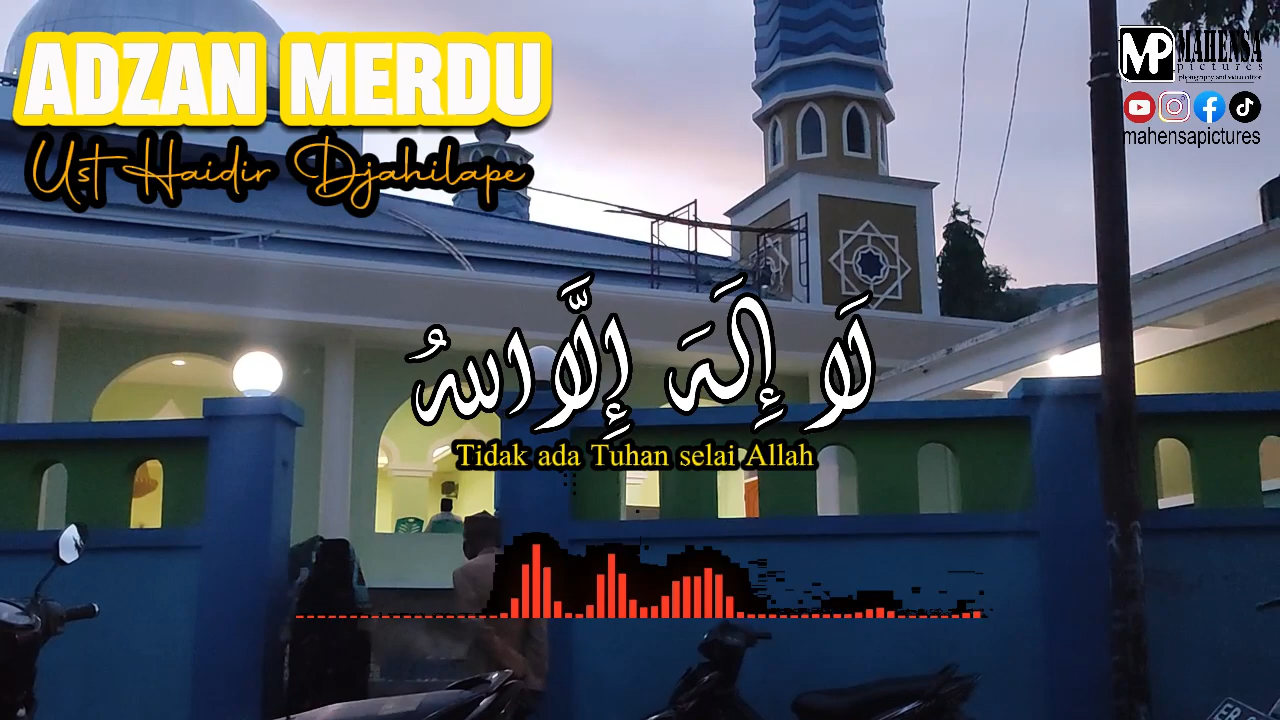 ADZAN MERDU
Ust Haidir Djahilape
MP MAHENSA
pictures
mahensapictures
لَا إِلَهَ إِلَّا اللهُ
Tidak ada Tuhan selai Allah